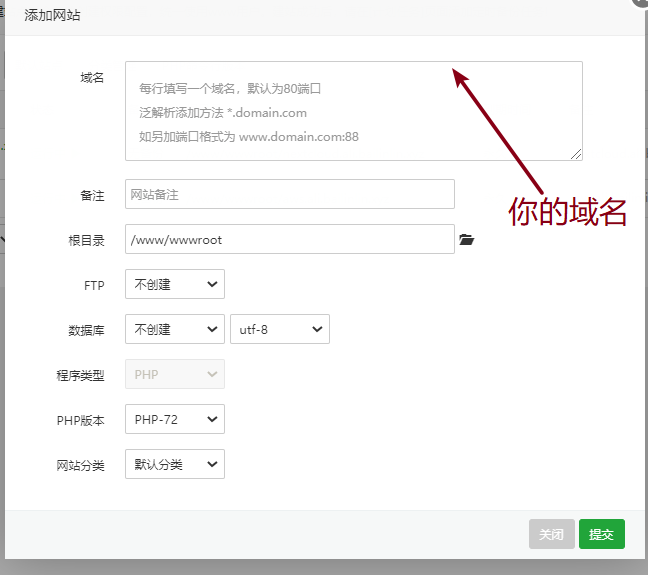 添加网站
域名
每行填写一个域名，默认为80端口
泛解析添加方法 *.domain.com
如另加端口格式为 www.domain.com:88
你的域名
备注 网站备注
根目录 /www/wwwroot
FTP 不创建
数据库 不创建 utf-8
程序类型 PHP
PHP版本 PHP-72
网站分类 默认分类
关闭 提交